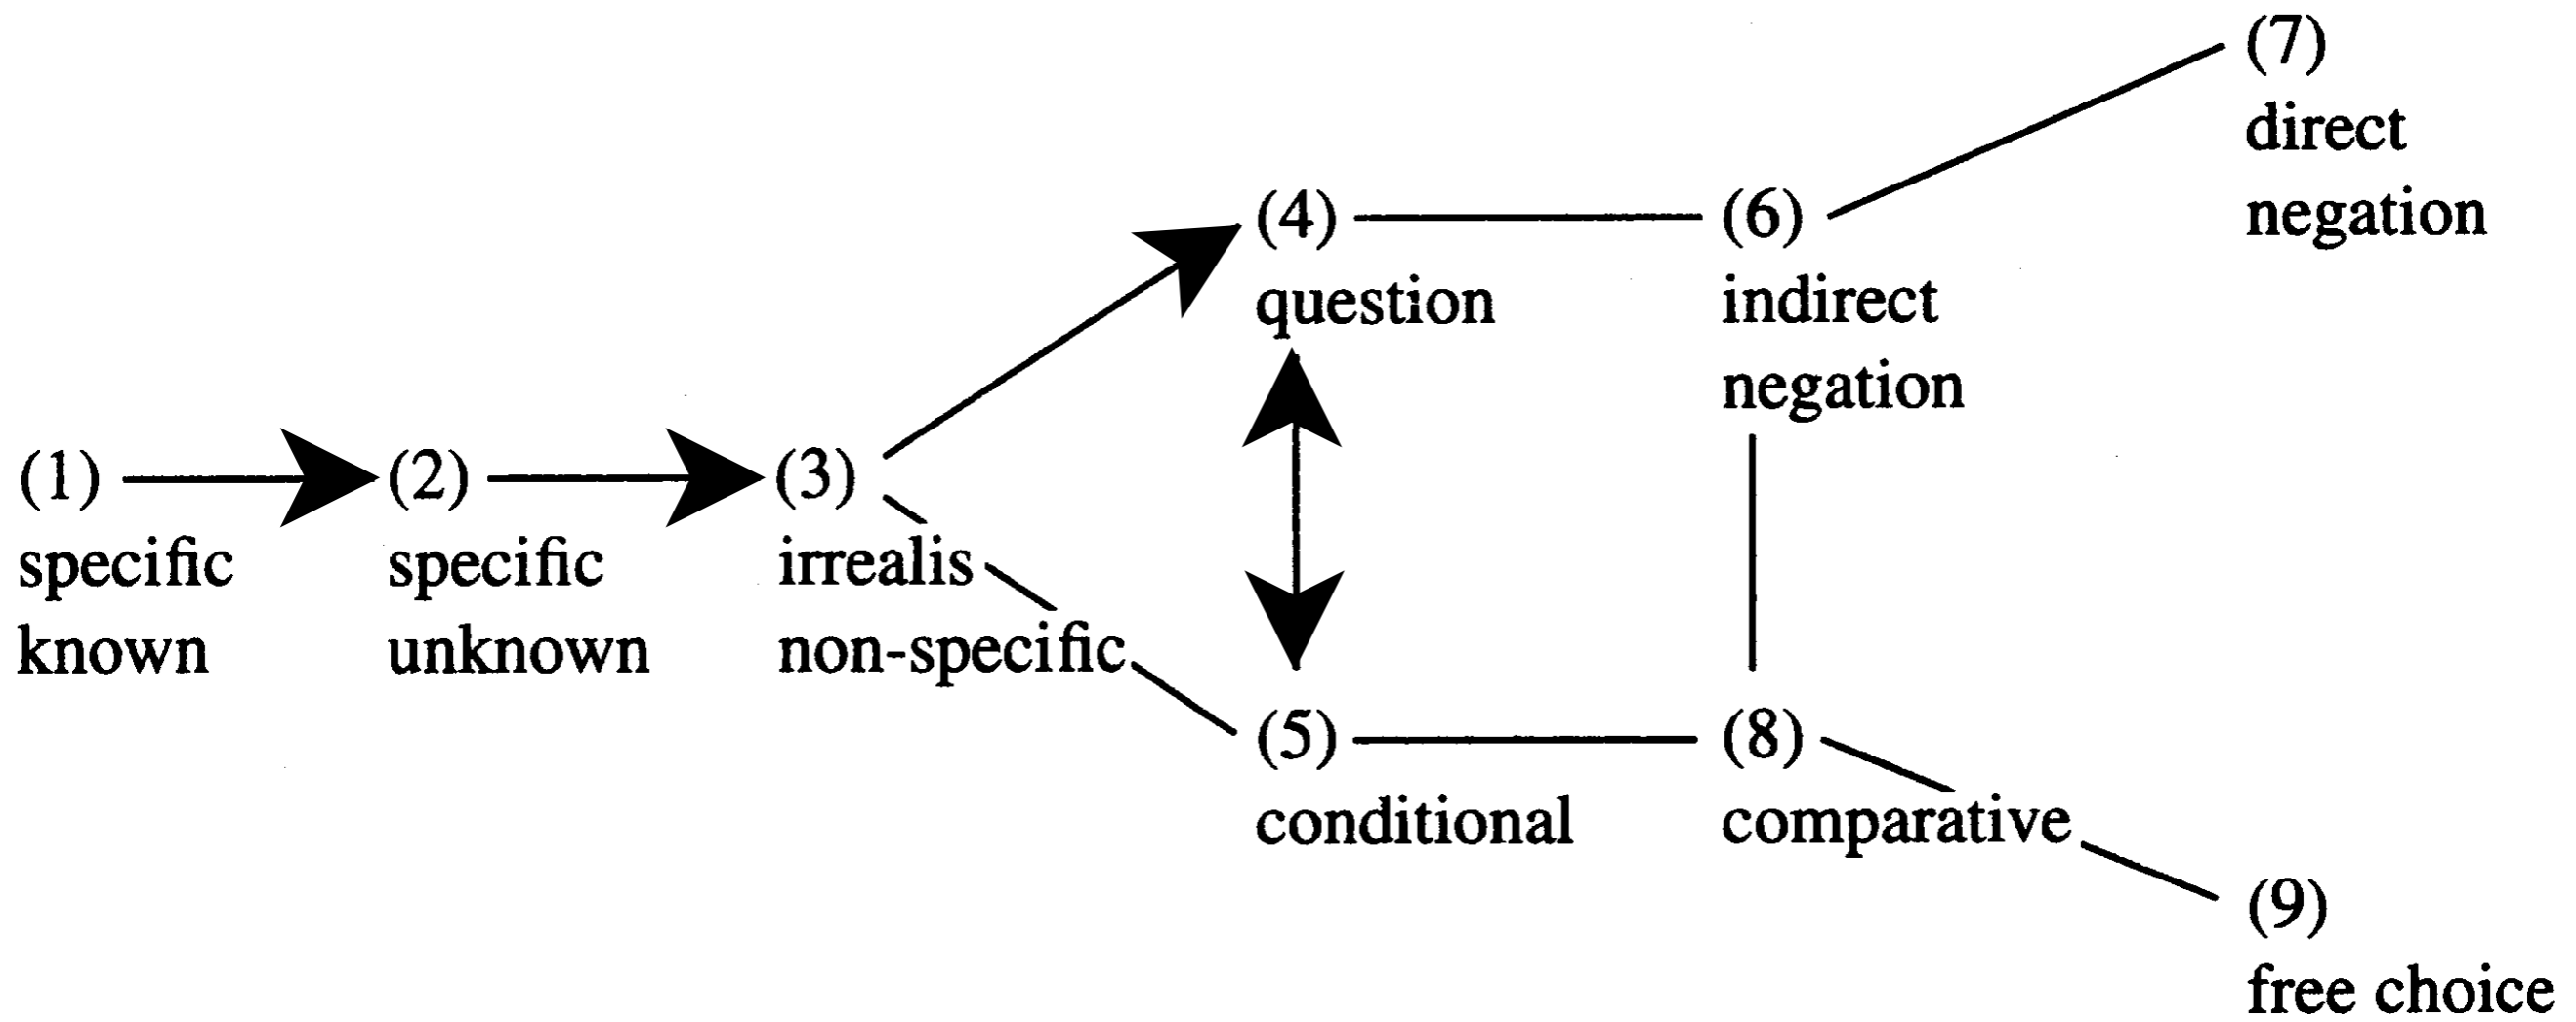 (1)
specific
known
(2)
specific
unknown
(3)
irrealis
non-specific
(4)
question
(5)
conditional
(6)
indirect
negation
(7)
direct
negation
(8)
comparative
(9)
free choice